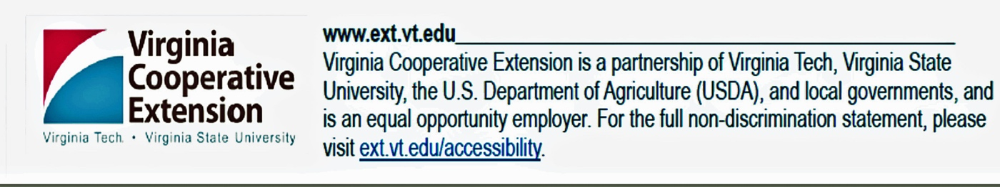 Virginia
Cooperative
Extension
Virginia Tech. • Virginia State University
www.ext.vt.edu
Virginia Cooperative Extension is a partnership of Virginia Tech, Virginia State
University, the U.S. Department of Agriculture (USDA), and local governments, and
is an equal opportunity employer. For the full non-discrimination statement, please
visit ext.vt.edu/accessibility.